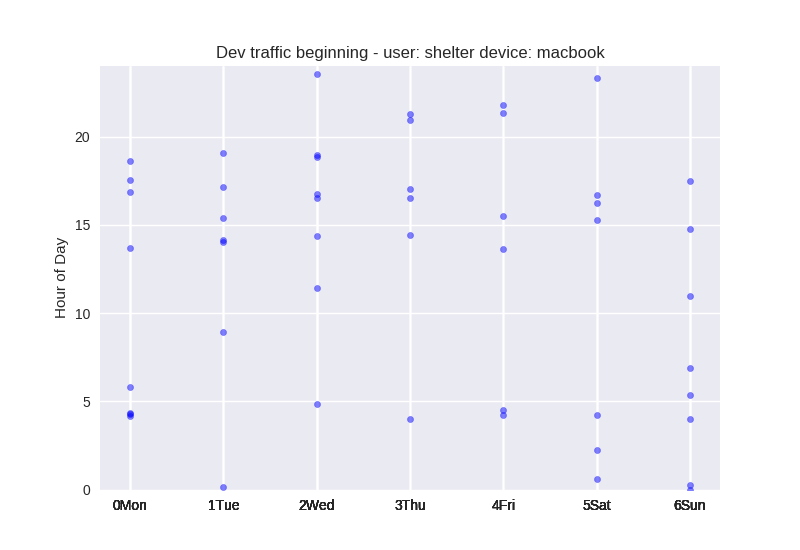 Dev traffic beginning - user: shelter device: macbook
Hour of Day
20
15
10
5
0
0Mon 1Tue 2Wed 3Thu 4Fri 5Sat 6Sun